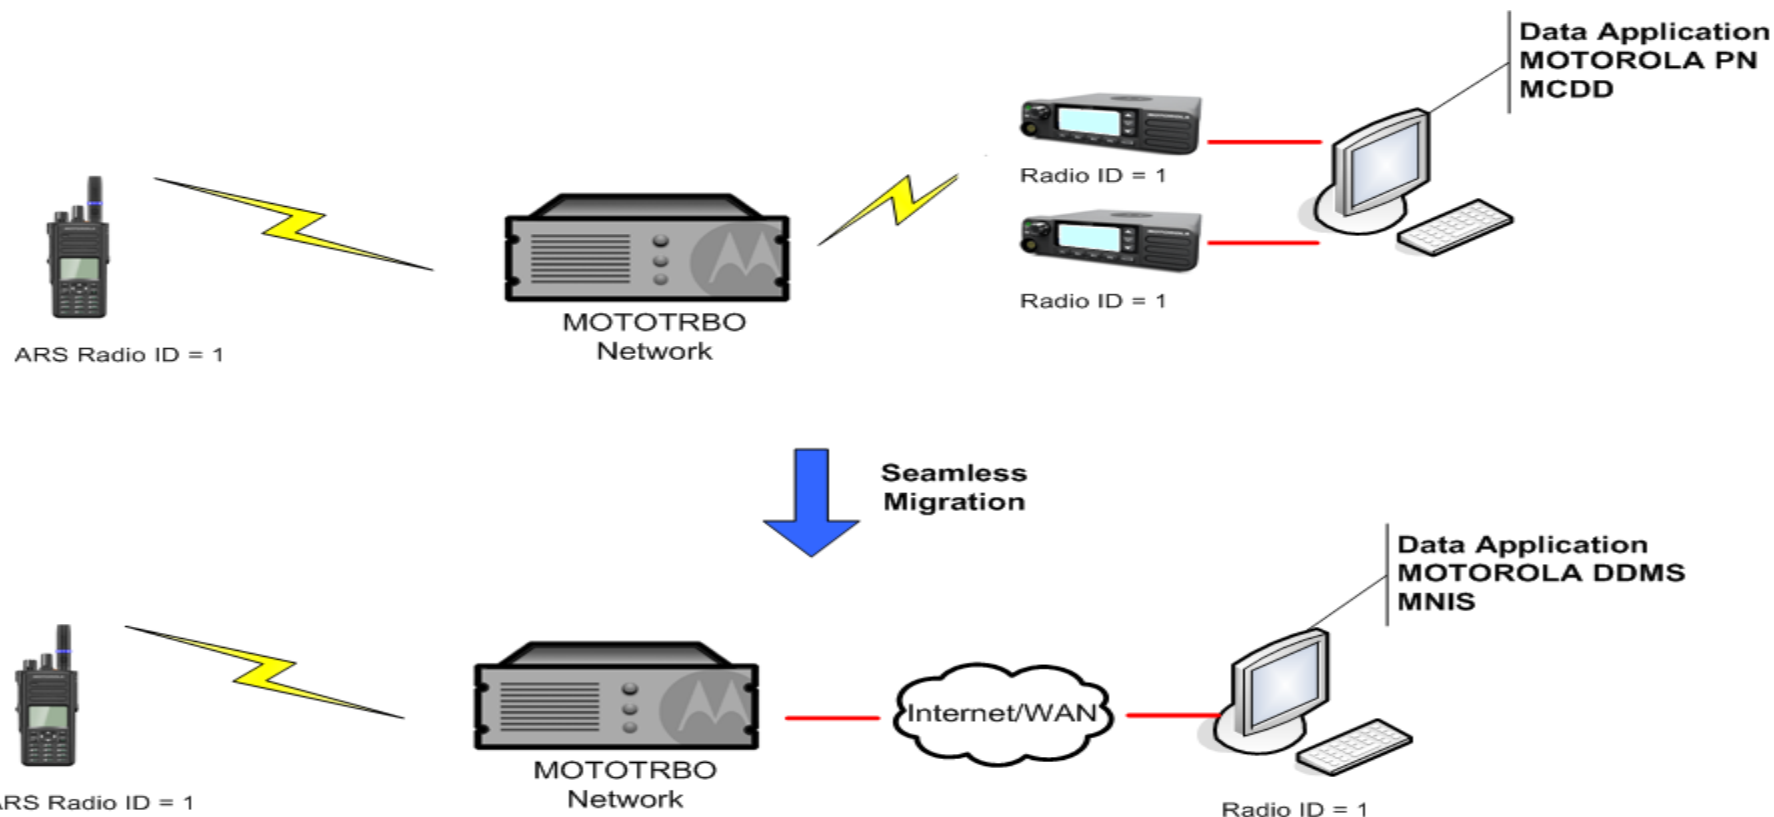 Data Application
MOTOROLA PN
MCDD
Radio ID = 1
Radio ID = 1
MOTOTRBO
Network
ARS Radio ID = 1
Seamless
Migration
Data Application
MOTOROLA DDMS
MNIS
Internet/WAN
MOTOTRBO
Network
ARS Radio ID = 1
Radio ID = 1